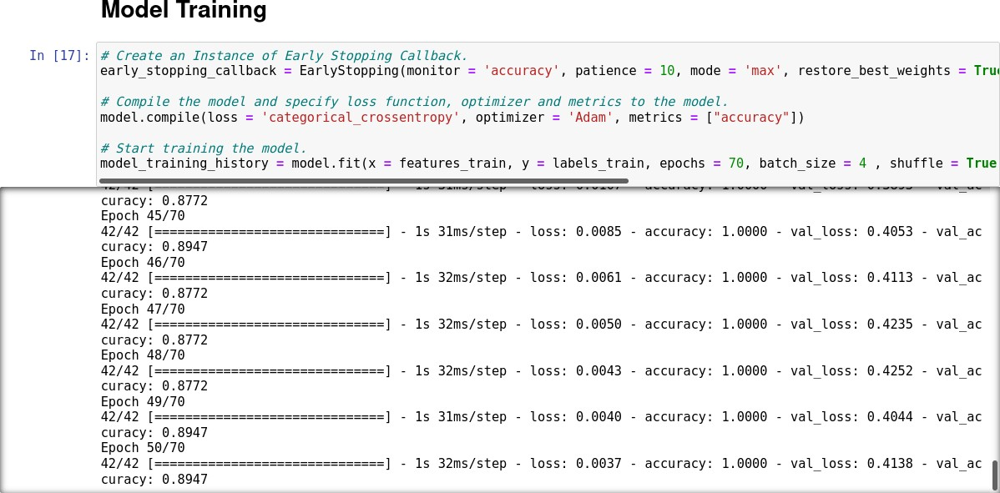 Model Training
In [17]:
# Create an Instance of Early Stopping Callback.
early_stopping_callback = EarlyStopping(monitor = 'accuracy', patience = 10, mode = 'max', restore_best_weights = True
# Compile the model and specify loss function, optimizer and metrics to the model.
model.compile(loss = 'categorical_crossentropy', optimizer = 'Adam', metrics = ["accuracy"])
# Start training the model.
model_training_history = model.fit(x = features_train, y = labels_train, epochs = 70, batch_size = 4 , shuffle = True
curacy: 0.8772
Epoch 45/70
42/42 [==============================] - 1s 31ms/step - loss: 0.0085 - accuracy: 1.0000 - val_loss: 0.4053 - val_ac
curacy: 0.8947
Epoch 46/70
42/42 [==============================] - 1s 32ms/step - loss: 0.0061 - accuracy: 1.0000 - val_loss: 0.4113 - val_ac
curacy: 0.8772
Epoch 47/70
42/42 [==============================] - 1s 32ms/step - loss: 0.0050 - accuracy: 1.0000 - val_loss: 0.4235 - val_ac
curacy: 0.8772
Epoch 48/70
42/42 [==============================] - 1s 32ms/step - loss: 0.0043 - accuracy: 1.0000 - val_loss: 0.4252 - val_ac
curacy: 0.8772
Epoch 49/70
42/42 [==============================] - 1s 31ms/step - loss: 0.0040 - accuracy: 1.0000 - val_loss: 0.4044 - val_ac
curacy: 0.8947
Epoch 50/70
42/42 [==============================] - 1s 32ms/step - loss: 0.0037 - accuracy: 1.0000 - val_loss: 0.4138 - val_ac
curacy: 0.8947